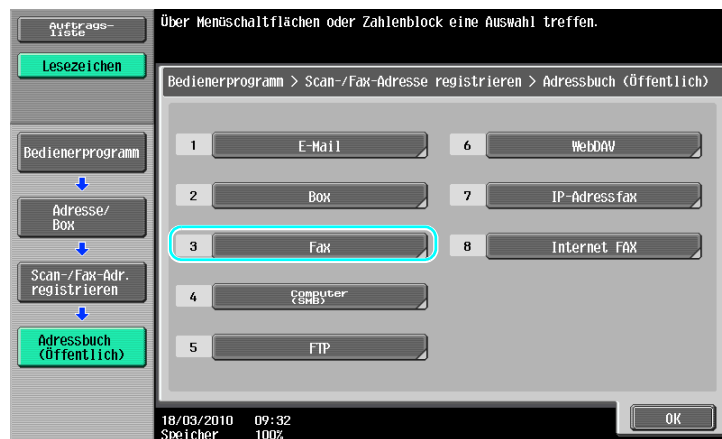 Über Menüschaltflächen oder Zahlenblock eine Auswahl treffen.
Auftrags-
liste
Lesezeichen
Bedienerprogramm > Scan-/Fax-Adresse registrieren > Adressbuch (Öffentlich)
Bedienerprogramm
Adresse/
Box
Scan-/Fax-Adr.
registrieren
Adressbuch
(Öffentlich)
1 E-Mail
2 Box
3 Fax
4 Computer
(SMB)
5 FTP
6 WebDAV
7 IP-Adressfax
8 Internet FAX
18/03/2010 09:32
Speicher 100%
OK